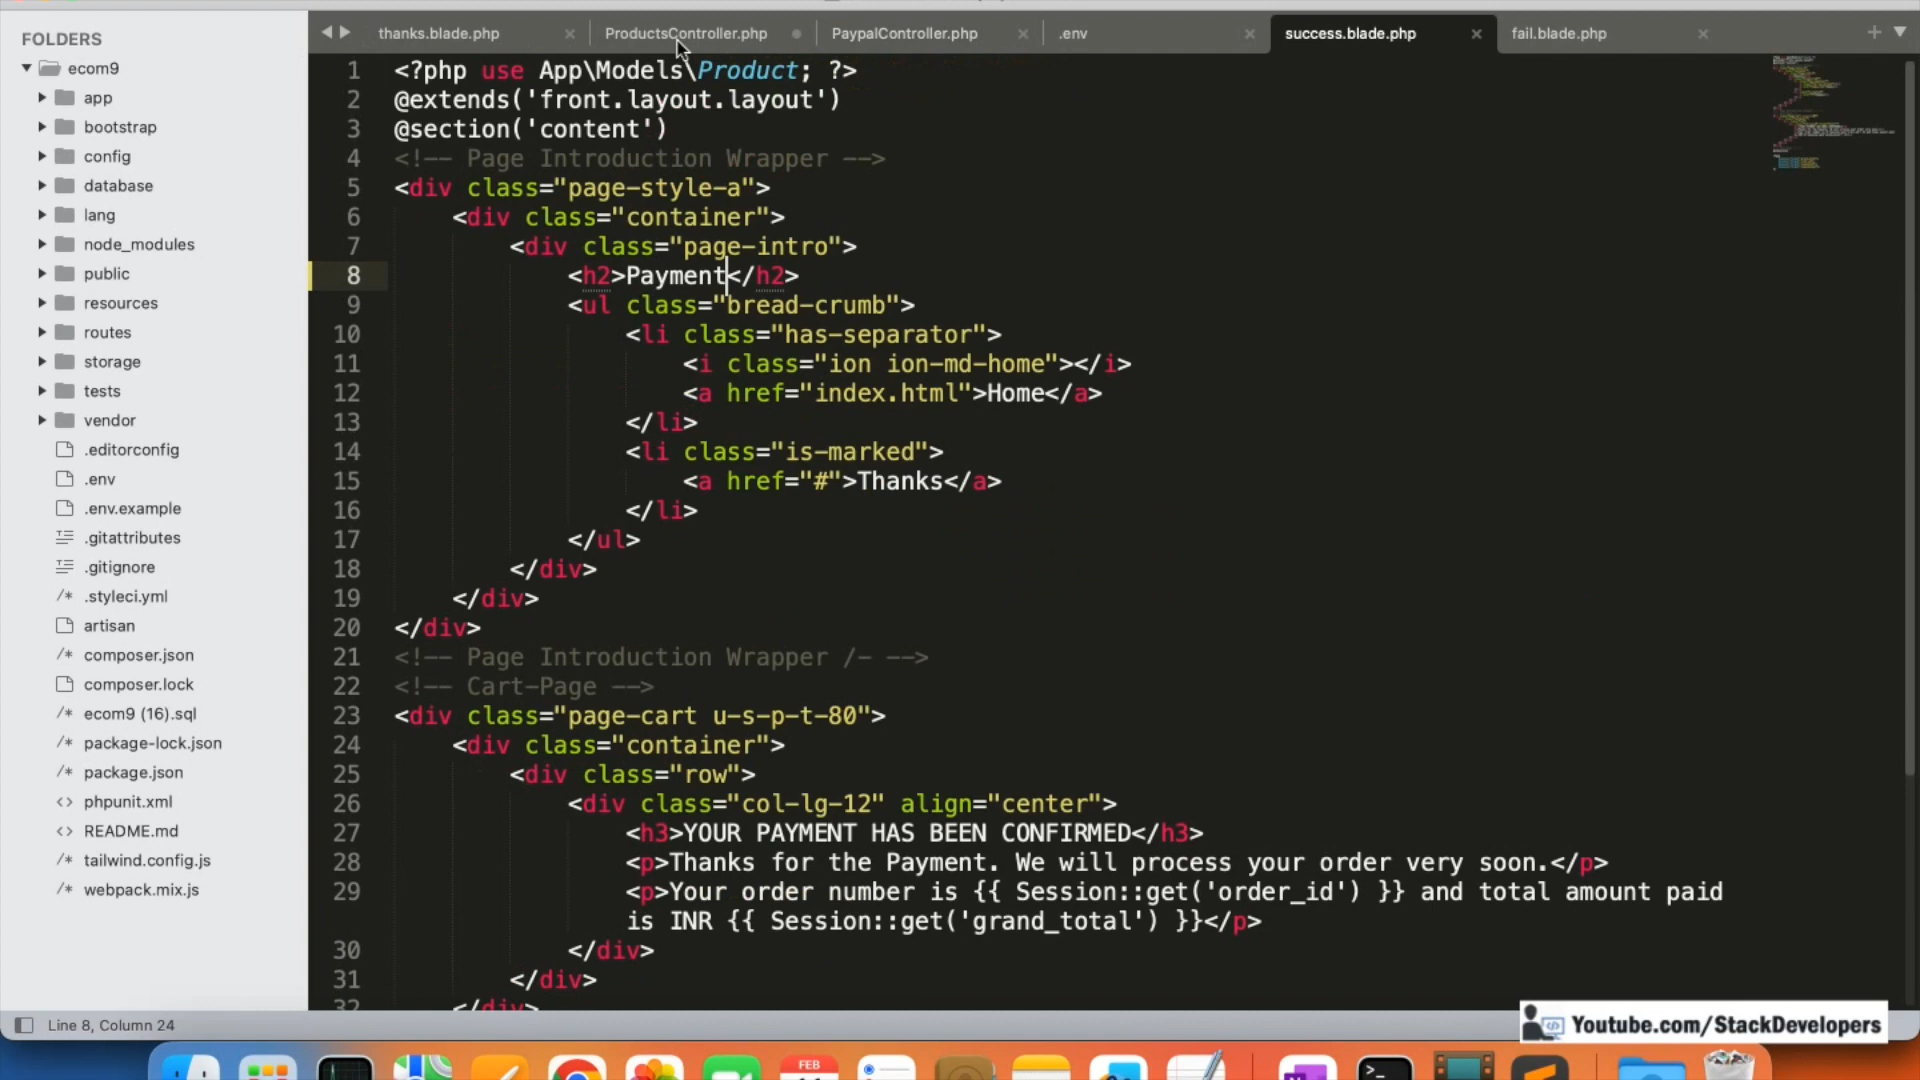 FOLDERS
ecom9
app
bootstrap
config
database
lang
node_modules
public
resources
routes
storage
tests
vendor
.editorconfig
.env
.env.example
.gitattributes
.gitignore
.styleci.yml
artisan
composer.json
composer.lock
ecom9 (16).sql
package-lock.json
package.json
phpunit.xml
README.md
tailwind.config.js
webpack.mix.js
thanks.blade.php
ProductsController.php
PaypalController.php
.env
success.blade.php
fail.blade.php
1 <?php use App\Models\Product; ?>
2 @extends('front.layout.layout')
3 @section('content')
4 <!-- Page Introduction Wrapper -->
5 <div class="page-style-a">
6 <div class="container">
7 <div class="page-intro">
8 <h2>Payment</h2>
9 <ul class="bread-crumb">
10 <li class="has-separator">
11 <i class="ion ion-md-home"></i>
12 <a href="index.html">Home</a>
13 </li>
14 <li class="is-marked">
15 <a href="#">Thanks</a>
16 </li>
17 </ul>
18 </div>
19 </div>
20 </div>
21 <!-- Page Introduction Wrapper /- -->
22 <!-- Cart-Page -->
23 <div class="page-cart u-s-p-t-80">
24 <div class="container">
25 <div class="row">
26 <div class="col-lg-12" align="center">
27 <h3>YOUR PAYMENT HAS BEEN CONFIRMED</h3>
28 <p>Thanks for the Payment. We will process your order very soon.</p>
29 <p>Your order number is {{ Session::get('order_id') }} and total amount paid
is INR {{ Session::get('grand_total') }}</p>
30 </div>
31 </div>
32 </div>
Line 8, Column 24
Youtube.com/StackDevelopers
FEB